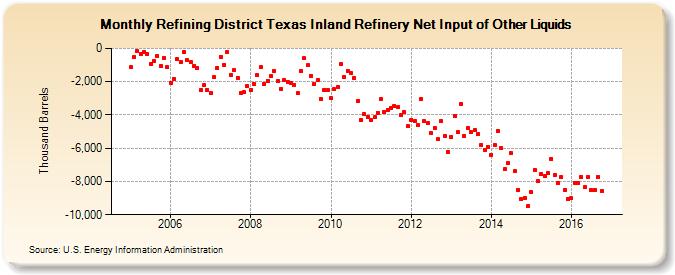 Monthly Refining District Texas Inland Refinery Net Input of Other Liquids
Thousand Barrels
0
-2,000
-4,000
-6,000
-8,000
-10,000
2006 2008 2010 2012 2014 2016
Source: U.S. Energy Information Administration